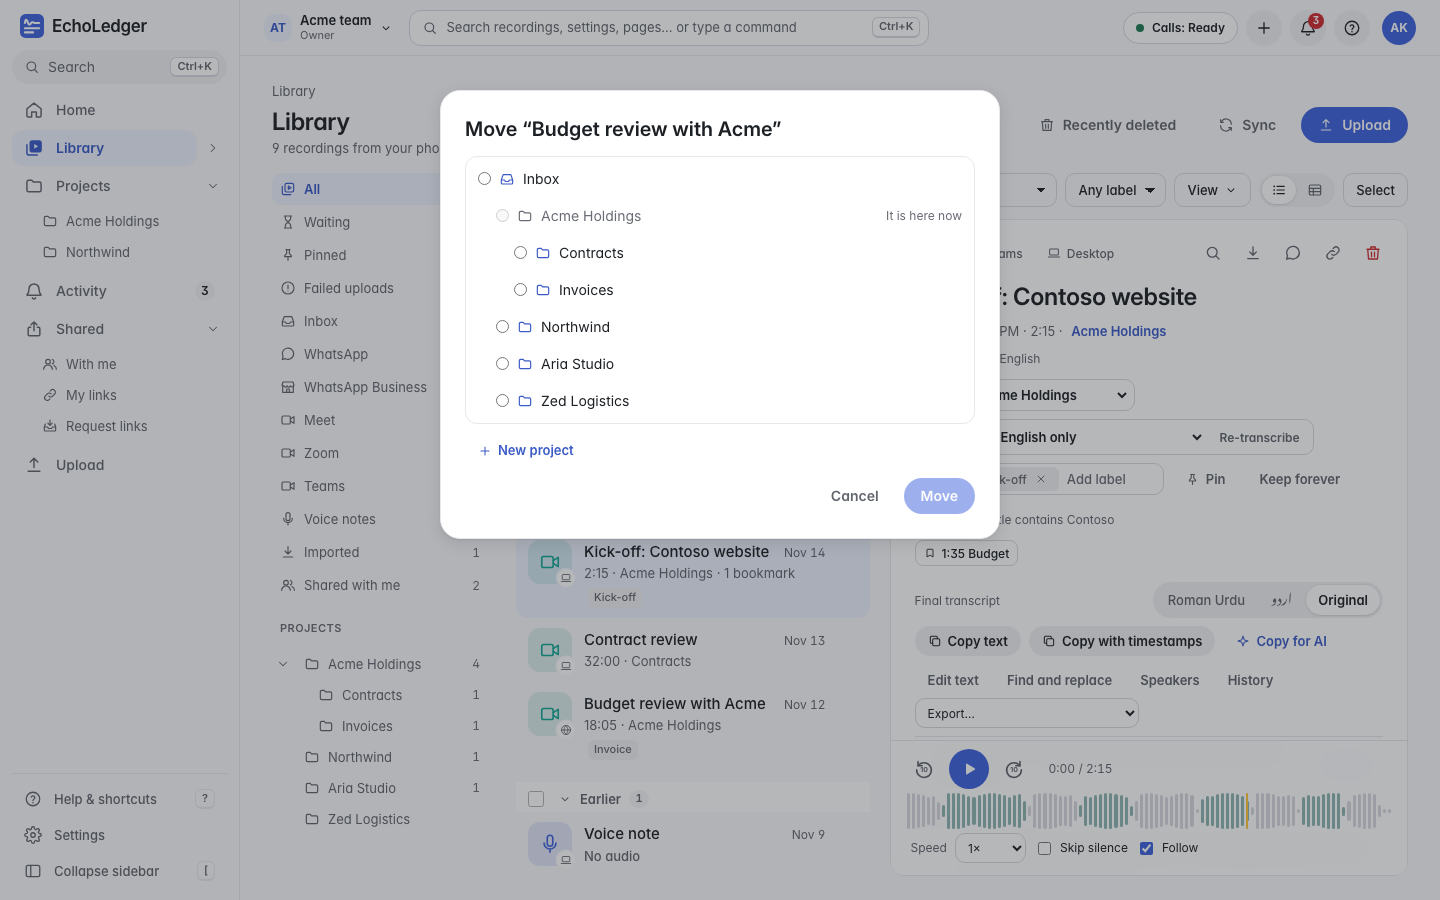 EchoLedger
Search Ctrl+K
Home
Library
Projects
Acme Holdings
Northwind
Activity 3
Shared
With me
My links
Request links
Upload
Help & shortcuts ?
Settings
Collapse sidebar [
AT Acme team
Owner
Search recordings, settings, pages... or type a command Ctrl+K
Calls: Ready
3
AK
Library
Library
9 recordings from your pho
Recently deleted
Sync
Upload
All
Waiting
Pinned
Failed uploads
Inbox
WhatsApp
WhatsApp Business
Meet
Zoom
Teams
Voice notes
Imported 1
Shared with me 2
PROJECTS
Acme Holdings 4
Contracts 1
Invoices 1
Northwind 1
Aria Studio 1
Zed Logistics
Any label
View
Select
Move “Budget review with Acme”
Inbox
Acme Holdings It is here now
Contracts
Invoices
Northwind
Aria Studio
Zed Logistics
+ New project
Cancel
Move
Kick-off: Contoso website Nov 14
2:15 · Acme Holdings · 1 bookmark
Kick-off
Contract review Nov 13
32:00 · Contracts
Budget review with Acme Nov 12
18:05 · Acme Holdings
Invoice
Earlier 1
Voice note Nov 9
No audio
ams Desktop
f: Contoso website
PM · 2:15 · Acme Holdings
English
me Holdings
English only Re-transcribe
k-off × Add label Pin Keep forever
tle contains Contoso
1:35 Budget
Final transcript Roman Urdu اردو Original
Copy text Copy with timestamps Copy for AI
Edit text Find and replace Speakers History
Export...
10 10 0:00 / 2:15
Speed 1× Skip silence Follow